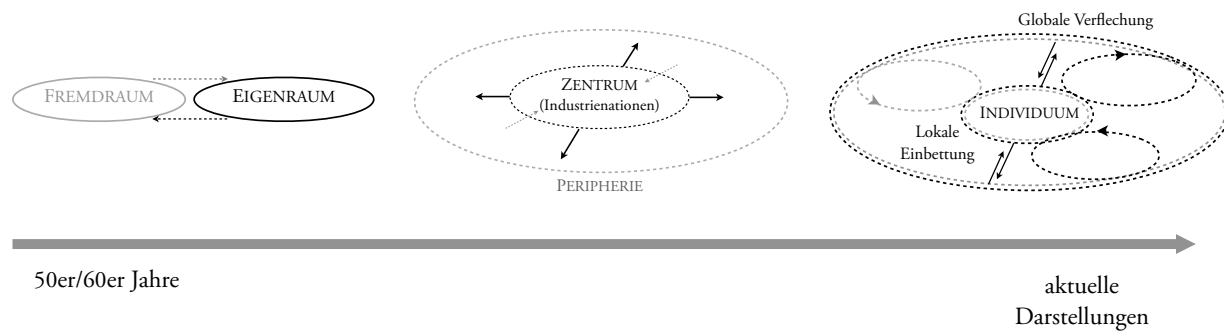 FREMDRAUM
EIGENRAUM
ZENTRUM
(Industrienationen)
PERIPHERIE
Globale Verflechung
INDIVIDUUM
Lokale
Einbettung
50er/60er Jahre
aktuelle
Darstellungen